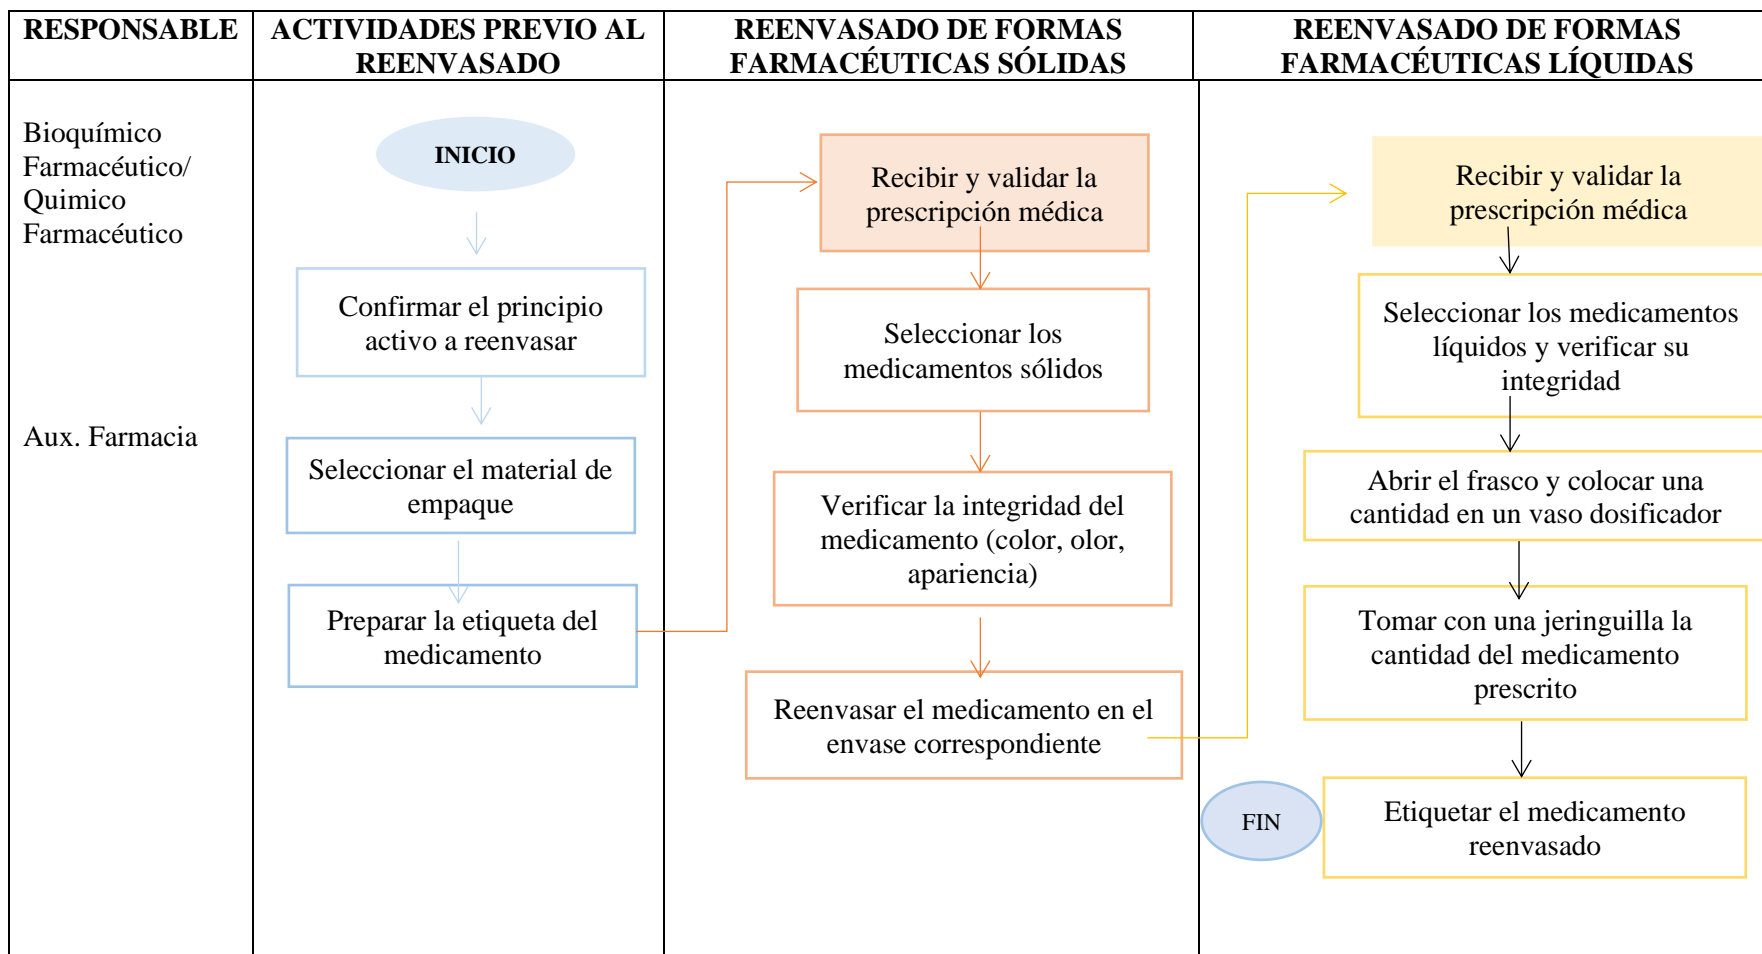 RESPONSABLE
ACTIVIDADES PREVIO AL
REENVASADO
REENVASADO DE FORMAS
FARMACÉUTICAS SÓLIDAS
REENVASADO DE FORMAS
FARMACÉUTICAS LÍQUIDAS
Bioquímico
Farmacéutico/
Quimico
Farmacéutico
Aux. Farmacia
INICIO
Confirmar el principio
activo a reenvasar
Seleccionar el material de
empaque
Preparar la etiqueta del
medicamento
Recibir y validar la
prescripción médica
Seleccionar los
medicamentos sólidos
Verificar la integridad del
medicamento (color, olor,
apariencia)
Reenvasar el medicamento en el
envase correspondiente
Recibir y validar la
prescripción médica
Seleccionar los medicamentos
líquidos y verificar su
integridad
Abrir el frasco y colocar una
cantidad en un vaso dosificador
Tomar con una jeringuilla la
cantidad del medicamento
prescrito
Etiquetar el medicamento
reenvasado
FIN